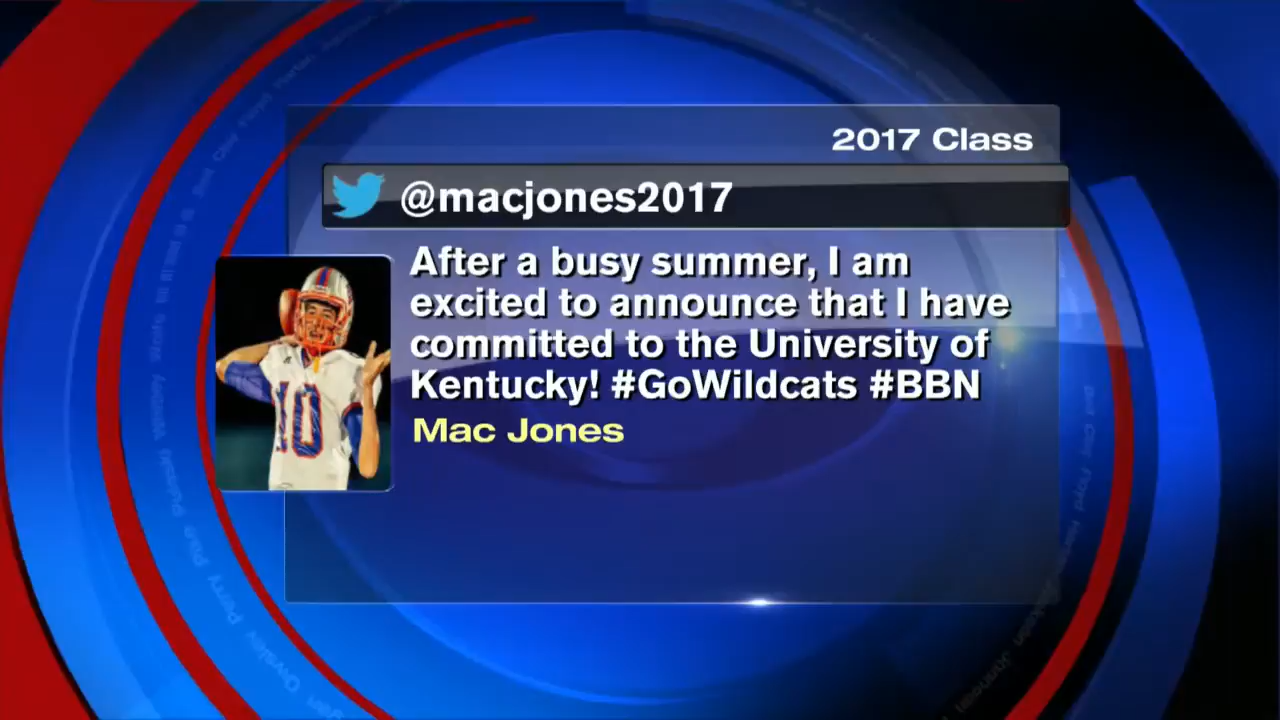 2017 Class
@macjones2017
After a busy summer, I am
excited to announce that I have
committed to the University of
Kentucky! #GoWildcats #BBN
Mac Jones
10